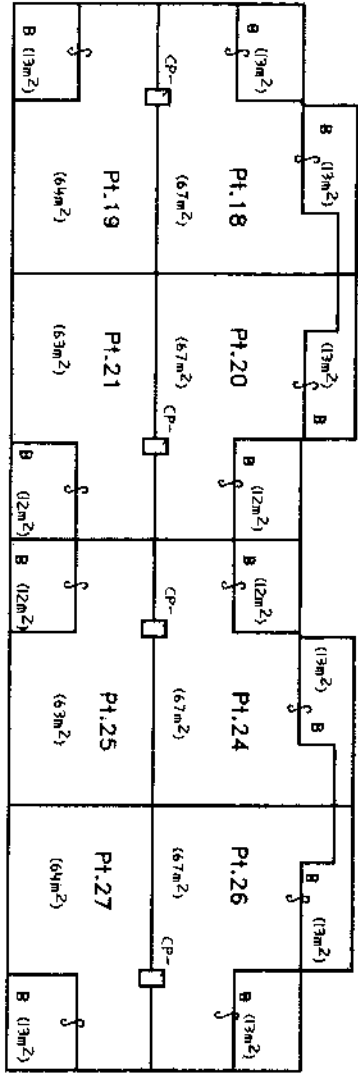 B
(13m²)
CP-
B
(13m²)
B
(13m²)
(64m²)
Pt.19
(67m²)
Pt.18
(63m²)
Pt.21
(67m²)
Pt.20
(13m²)
B
CP-
B
(12m²)
B
(12m²)
B
(12m²)
B
(12m²)
CP-
(13m²)
B
(63m²)
Pt.25
(67m²)
Pt.24
(64m²)
Pt.27
(67m²)
Pt.26
B
(13m²)
CP-
B
(13m²)
B
(13m²)